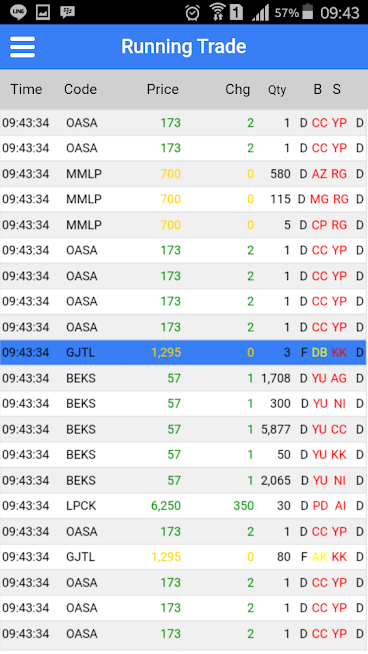 1 57% 09:43
Running Trade
Time Code Price Chg Qty B S
09:43:34 OASA 173 2 1 D CC YP D
09:43:34 OASA 173 2 1 D CC YP D
09:43:34 MMLP 700 0 580 D AZ RG D
09:43:34 MMLP 700 0 115 D MG RG D
09:43:34 MMLP 700 0 5 D CP RG D
09:43:34 OASA 173 2 1 D CC YP D
09:43:34 OASA 173 2 1 D CC YP D
09:43:34 OASA 173 2 1 D CC YP D
09:43:34 OASA 173 2 1 D CC YP D
09:43:34 GJTL 1,295 0 3 F DB KK D
09:43:34 BEKS 57 1 1,708 D YU AG D
09:43:34 BEKS 57 1 300 D YU NI D
09:43:34 BEKS 57 1 5,877 D YU CC D
09:43:34 BEKS 57 1 50 D YU KK D
09:43:34 BEKS 57 1 2,065 D YU NI D
09:43:34 LPCK 6,250 350 30 D PD AI D
09:43:34 OASA 173 2 1 D CC YP D
09:43:34 GJTL 1,295 0 80 F AK KK D
09:43:34 OASA 173 2 1 D CC YP D
09:43:34 OASA 173 2 1 D CC YP D
09:43:34 OASA 173 2 1 D CC YP D